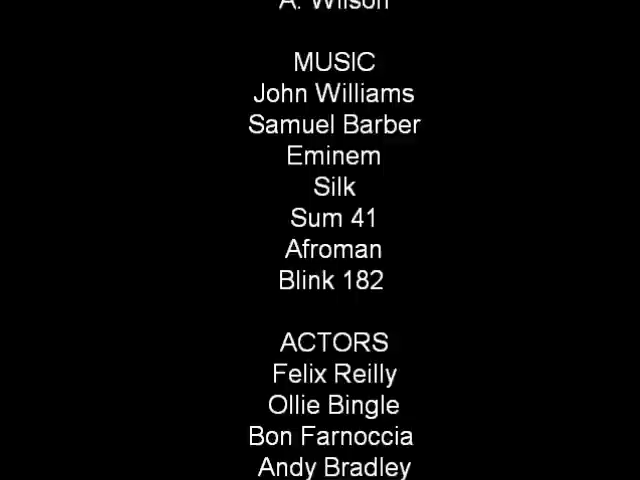 A. Wilson
MUSIC
John Williams
Samuel Barber
Eminem
Silk
Sum 41
Afroman
Blink 182
ACTORS
Felix Reilly
Ollie Bingle
Bon Farnoccia
Andy Bradley